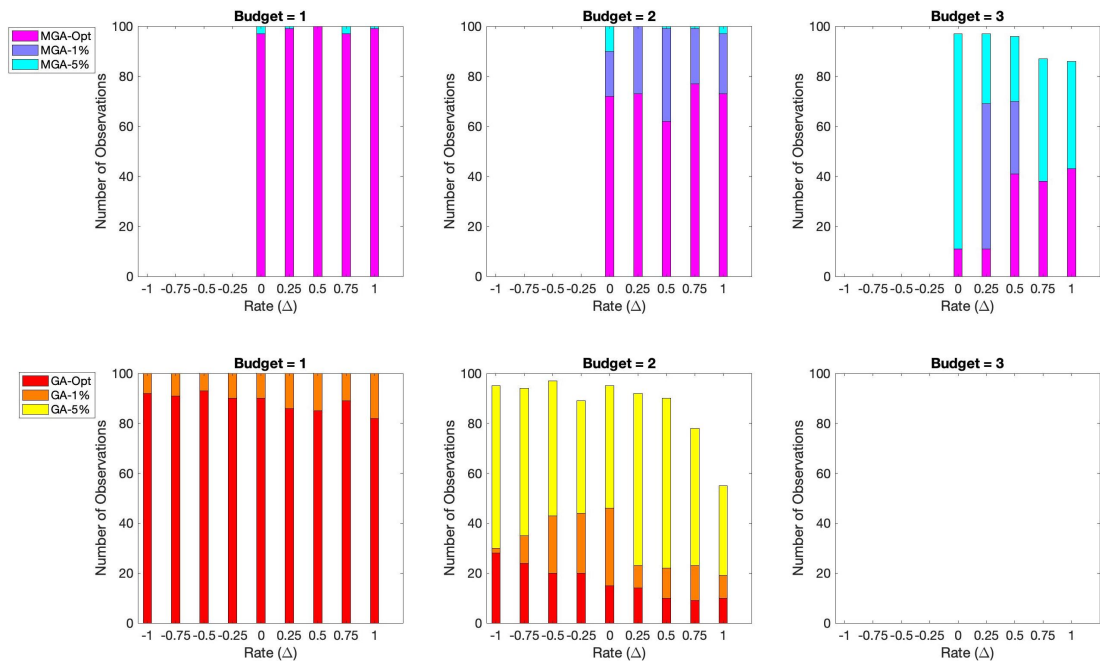 Budget = 1
MGA-Opt
MGA-1%
MGA-5%
Number of Observations
100
80
60
40
20
0
-1 -0.75 -0.5 -0.25 0 0.25 0.5 0.75 1
Rate (Δ)
Budget = 2
Number of Observations
100
80
60
40
20
0
-1 -0.75 -0.5 -0.25 0 0.25 0.5 0.75 1
Rate (Δ)
Budget = 3
Number of Observations
100
80
60
40
20
0
-1 -0.75 -0.5 -0.25 0 0.25 0.5 0.75 1
Rate (Δ)
Budget = 1
GA-Opt
GA-1%
GA-5%
Number of Observations
100
80
60
40
20
0
-1 -0.75 -0.5 -0.25 0 0.25 0.5 0.75 1
Rate (Δ)
Budget = 2
Number of Observations
100
80
60
40
20
0
-1 -0.75 -0.5 -0.25 0 0.25 0.5 0.75 1
Rate (Δ)
Budget = 3
Number of Observations
100
80
60
40
20
0
-1 -0.75 -0.5 -0.25 0 0.25 0.5 0.75 1
Rate (Δ)